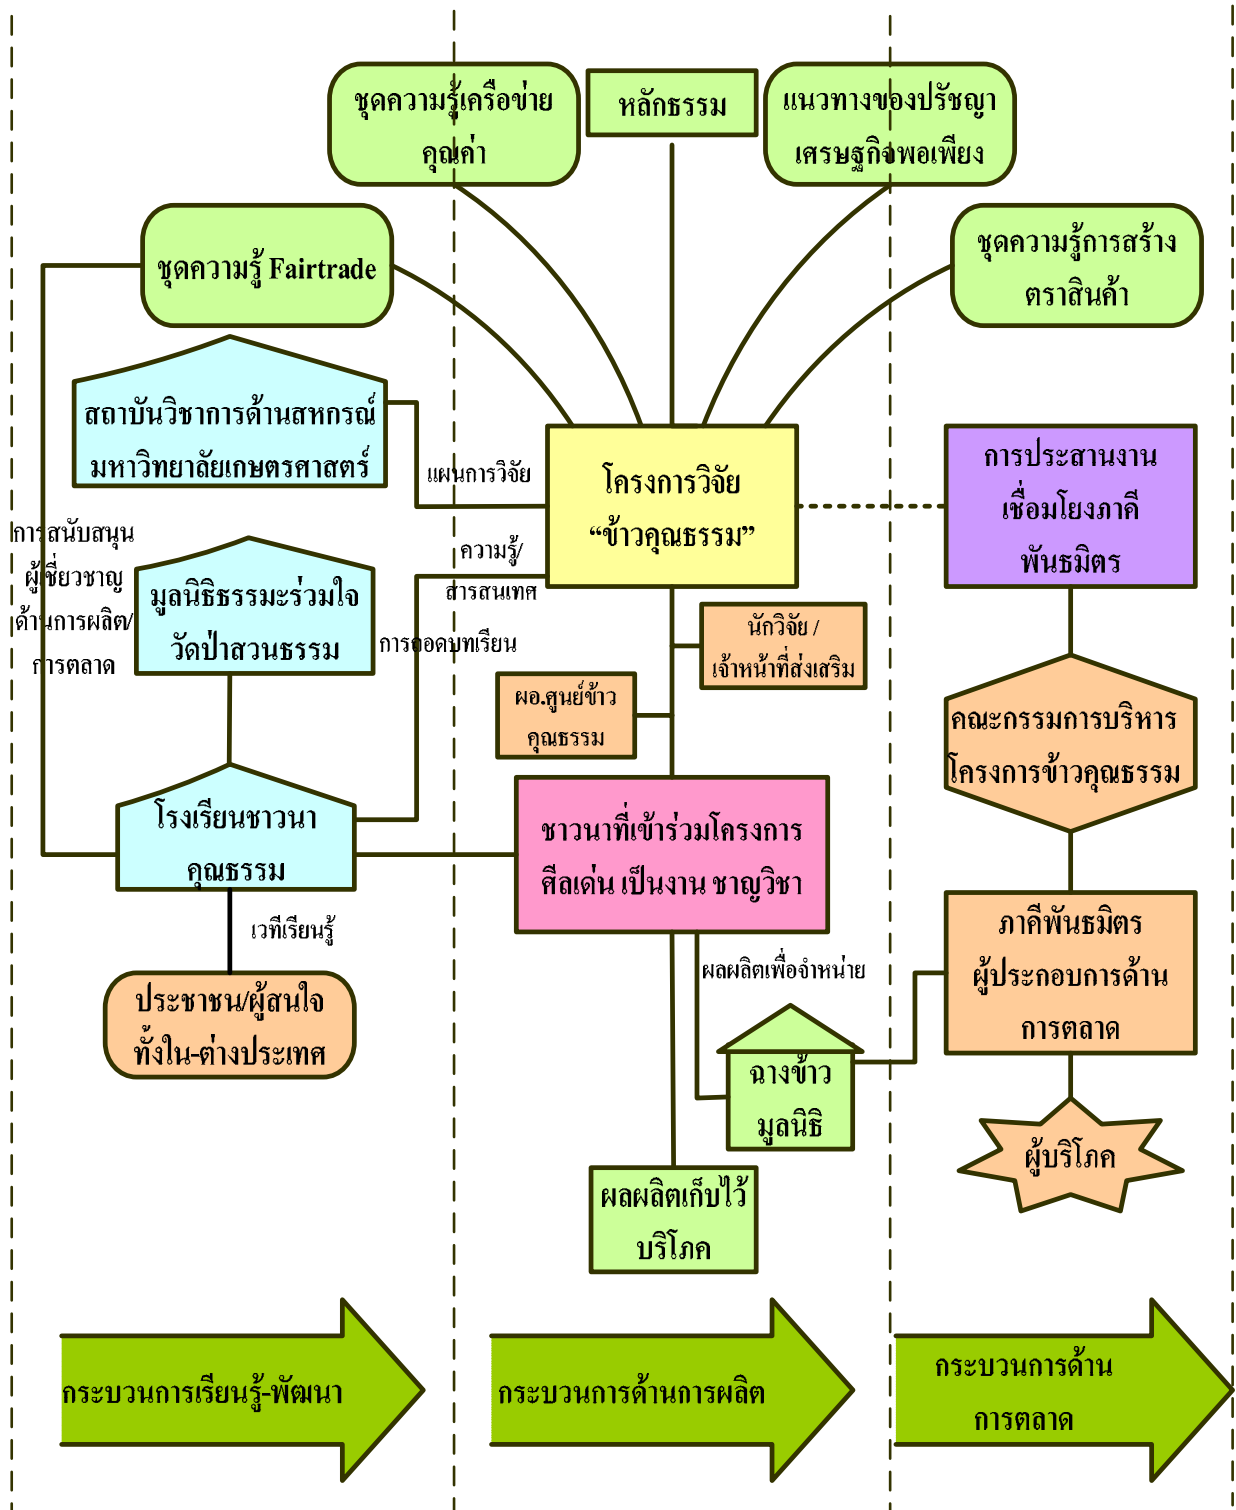 ชุดความรู้เครือข่าย
คุณค่า
หลักธรรม
แนวทางของปรัชญา
เศรษฐกิจพอเพียง
ชุดความรู้ Fairtrade
ชุดความรู้การสร้าง
ตราสินค้า
สถาบันวิชาการด้านสหกรณ์
มหาวิทยาลัยเกษตรศาสตร์
แผนการวิจัย
โครงการวิจัย
“ข้าวคุณธรรม”
การประสานงาน
เชื่อมโยงภาคี
พันธมิตร
การสนับสนุน
ผู้เชี่ยวชาญ
ด้านการผลิต/
การตลาด
มูลนิธิธรรมะร่วมใจ
วัดป่าสวนธรรม
ความรู้/
สารสนเทศ
การถอดบทเรียน
นักวิจัย /
เจ้าหน้าที่ส่งเสริม
ผอ.ศูนย์ข้าว
คุณธรรม
คณะกรรมการบริหาร
โครงการข้าวคุณธรรม
โรงเรียนชาวนา
คุณธรรม
ชาวนาที่เข้าร่วมโครงการ
ศีลเด่น เป็นงาน ชาญวิชา
ภาคีพันธมิตร
ผู้ประกอบการด้าน
การตลาด
เวทีเรียนรู้
ผลผลิตเพื่อจำหน่าย
ประชาชน/ผู้สนใจ
ทั้งใน-ต่างประเทศ
ฉางข้าว
มูลนิธิ
ผู้บริโภค
ผลผลิตเก็บไว้
บริโภค
กระบวนการเรียนรู้-พัฒนา
กระบวนการด้านการผลิต
กระบวนการด้าน
การตลาด